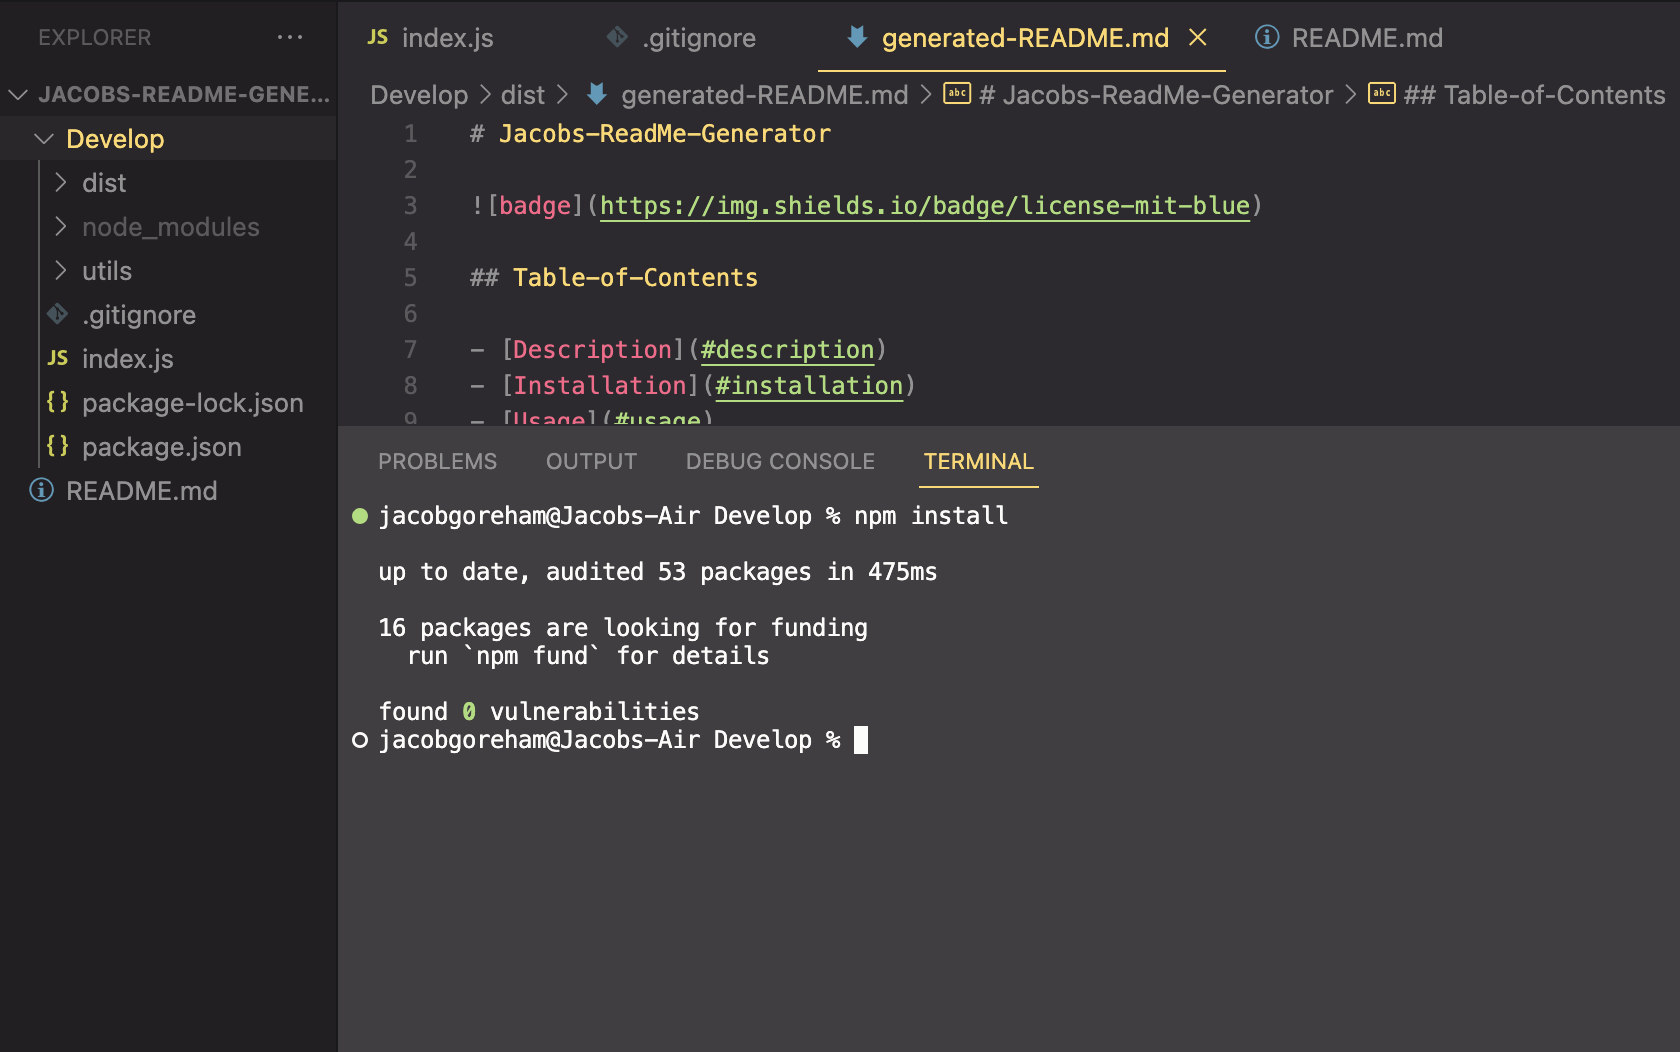 EXPLORER ...
JACOBS-README-GENE...
Develop
dist
node_modules
utils
.gitignore
JS index.js
{} package-lock.json
{} package.json
README.md
JS index.js .gitignore generated-README.md README.md
Develop > dist > generated-README.md > abc # Jacobs-ReadMe-Generator > abc ## Table-of-Contents
1 # Jacobs-ReadMe-Generator
2
3 ![badge](https://img.shields.io/badge/license-mit-blue)
4
5 ## Table-of-Contents
6
7 - [Description](#description)
8 - [Installation](#installation)
9 - [Usage](#usage)
PROBLEMS OUTPUT DEBUG CONSOLE TERMINAL
jacobgoreham@Jacobs-Air Develop % npm install
up to date, audited 53 packages in 475ms
16 packages are looking for funding
run `npm fund` for details
found 0 vulnerabilities
jacobgoreham@Jacobs-Air Develop %